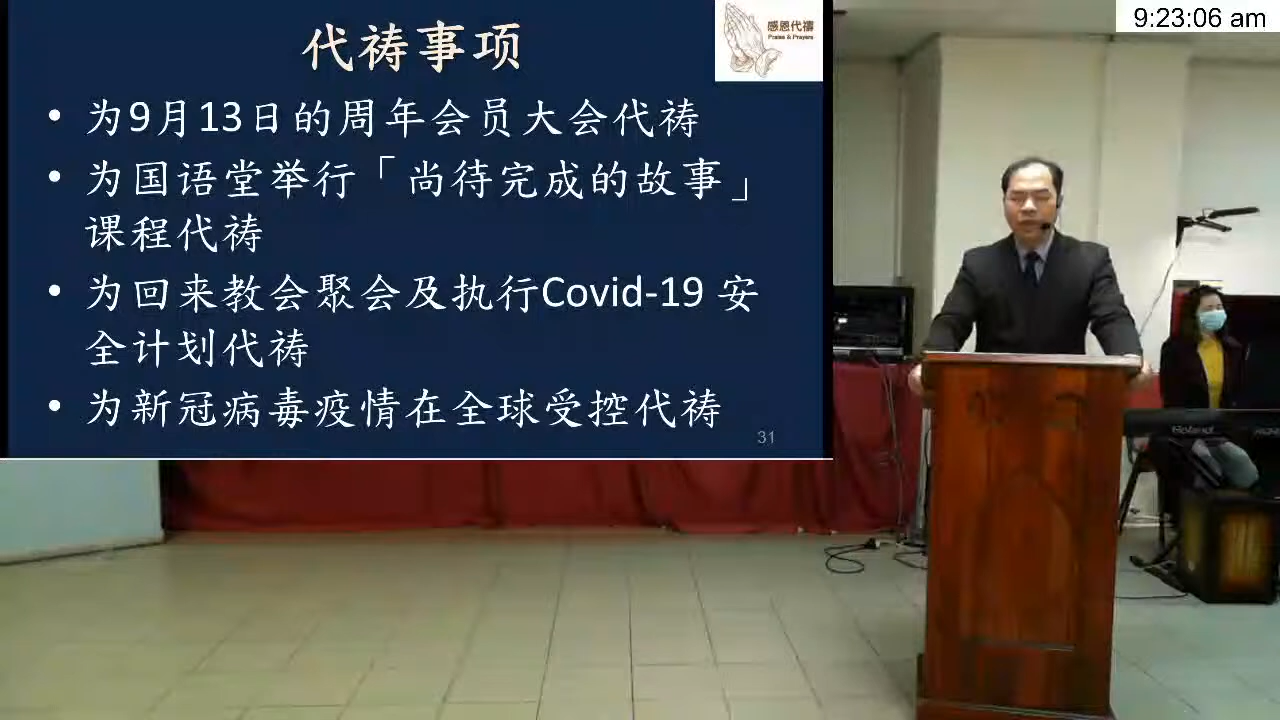 9:23:06 am
代祷事项
感恩代禱
Praise & Prayers
• 为9月13日的周年会员大会代祷
• 为国语堂举行「尚待完成的故事」
课程代祷
• 为回来教会聚会及执行Covid-19 安
全计划代祷
• 为新冠病毒疫情在全球受控代祷
31
Roland